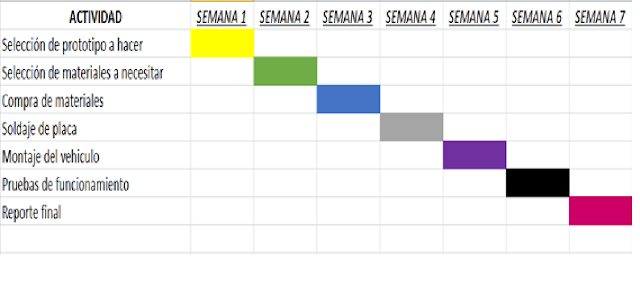 ACTIVIDAD SEMANA 1 SEMANA 2 SEMANA 3 SEMANA 4 SEMANA 5 SEMANA 6 SEMANA 7
Selección de prototipo a hacer
Selección de materiales a necesitar
Compra de materiales
Soldaje de placa
Montaje del vehiculo
Pruebas de funcionamiento
Reporte final